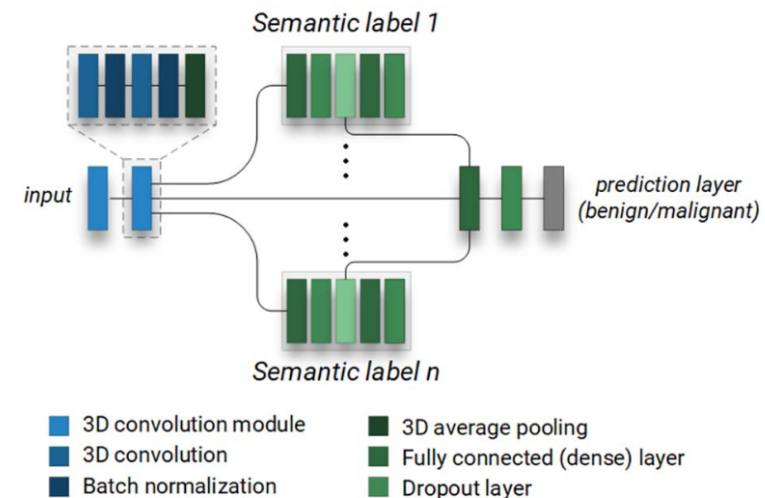 Semantic label 1
input
prediction layer
(benign/malignant)
Semantic label n
3D convolution module
3D convolution
Batch normalization
3D average pooling
Fully connected (dense) layer
Dropout layer